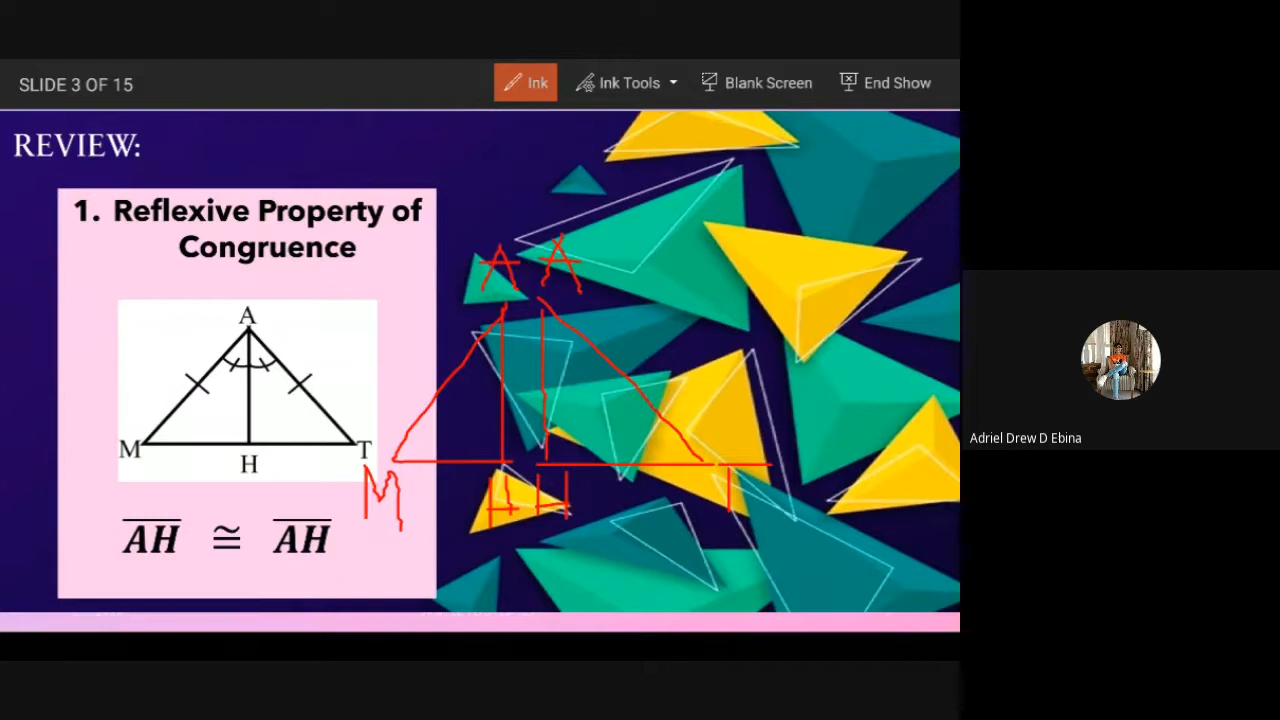 SLIDE 3 OF 15
Ink
Ink Tools
Blank Screen
End Show
REVIEW:
1. Reflexive Property of
Congruence
A
M
T
H
AH ≅ AH
A A
M
H H T
Adriel Drew D Ebina